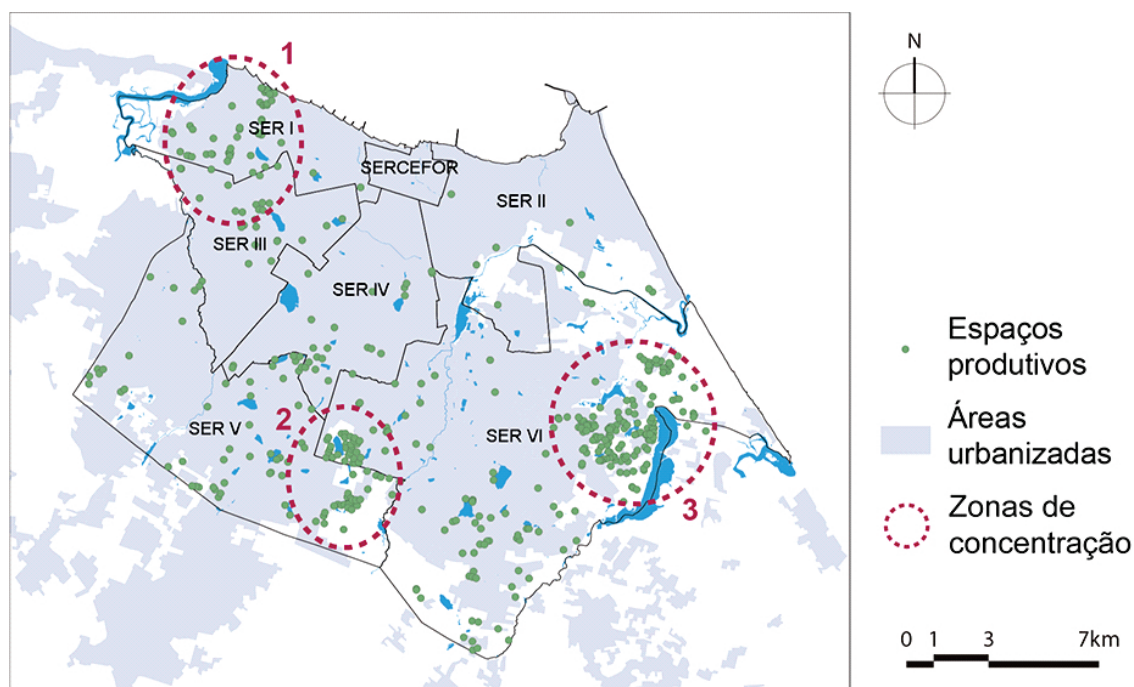 1
SER I
SERCEFOR
SER II
SER III
SER IV
2
SER V
SER VI
3
N
Espaços
produtivos
Áreas
urbanizadas
Zonas de
concentração
0 1 3 7km